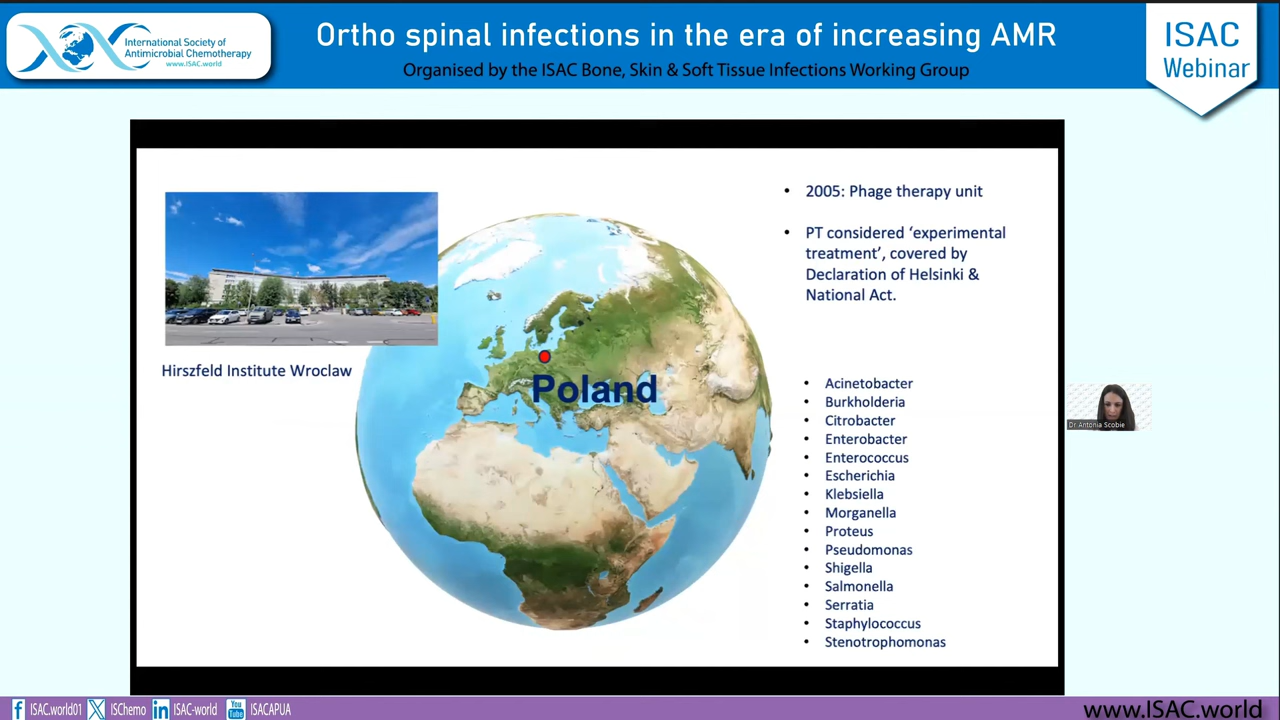 International Society of
Antimicrobial Chemotherapy
www.ISAC.world
Ortho spinal infections in the era of increasing AMR
Organised by the ISAC Bone, Skin & Soft Tissue Infections Working Group
ISAC
Webinar
Hirszfeld Institute Wroclaw
Poland
• 2005: Phage therapy unit
• PT considered ‘experimental
treatment’, covered by
Declaration of Helsinki &
National Act.
• Acinetobacter
• Burkholderia
• Citrobacter
• Enterobacter
• Enterococcus
• Escherichia
• Klebsiella
• Morganella
• Proteus
• Pseudomonas
• Shigella
• Salmonella
• Serratia
• Staphylococcus
• Stenotrophomonas
Dr Antonia Scobie
f ISAC.world01 X ISChemo in ISAC-world You Tube ISACAPUA
www.ISAC.world